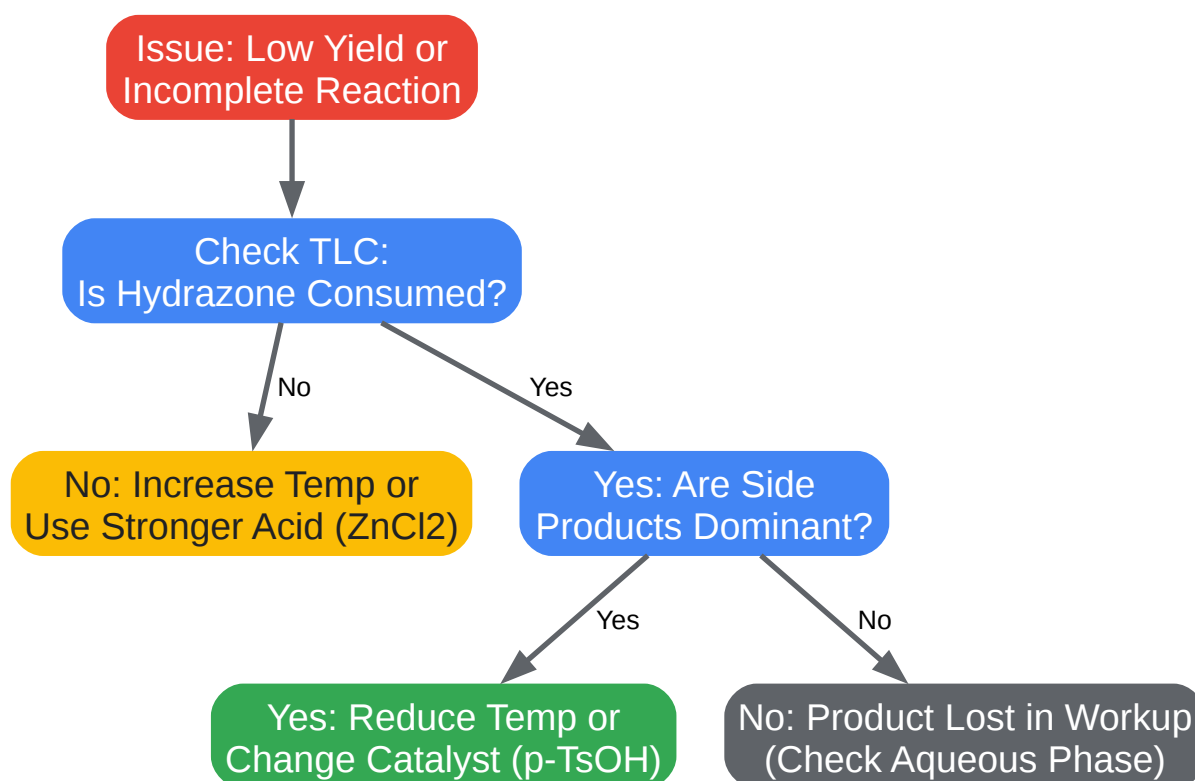 Issue: Low Yield or
Incomplete Reaction
Check TLC:
Is Hydrazone Consumed?
No
Yes
No: Increase Temp or
Use Stronger Acid (ZnCl2)
Yes: Are Side
Products Dominant?
Yes
No
Yes: Reduce Temp or
Change Catalyst (p-TsOH)
No: Product Lost in Workup
(Check Aqueous Phase)